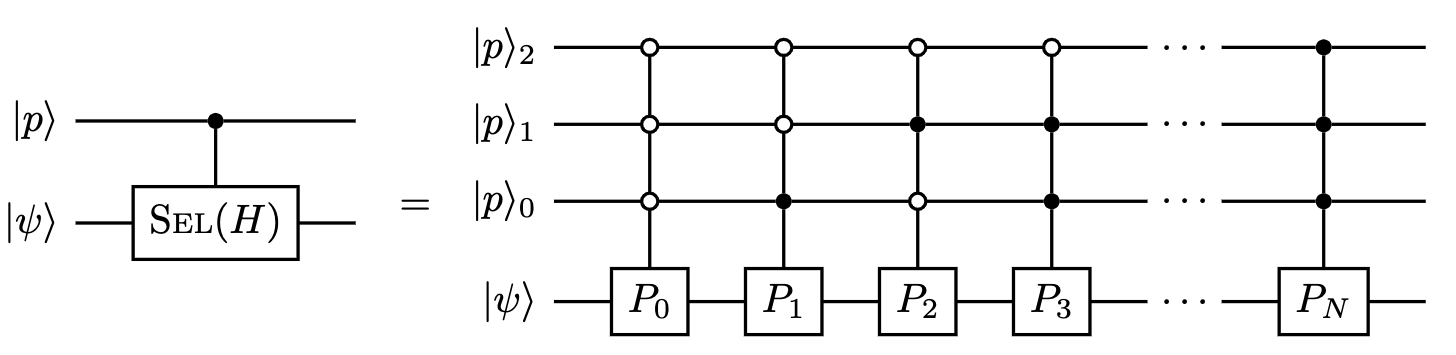 |p⟩
|ψ⟩
SEL(H)
=
|p⟩₂
|p⟩₁
|p⟩₀
|ψ⟩
· · ·
· · ·
· · ·
P₀ P₁ P₂ P₃ · · · P_N